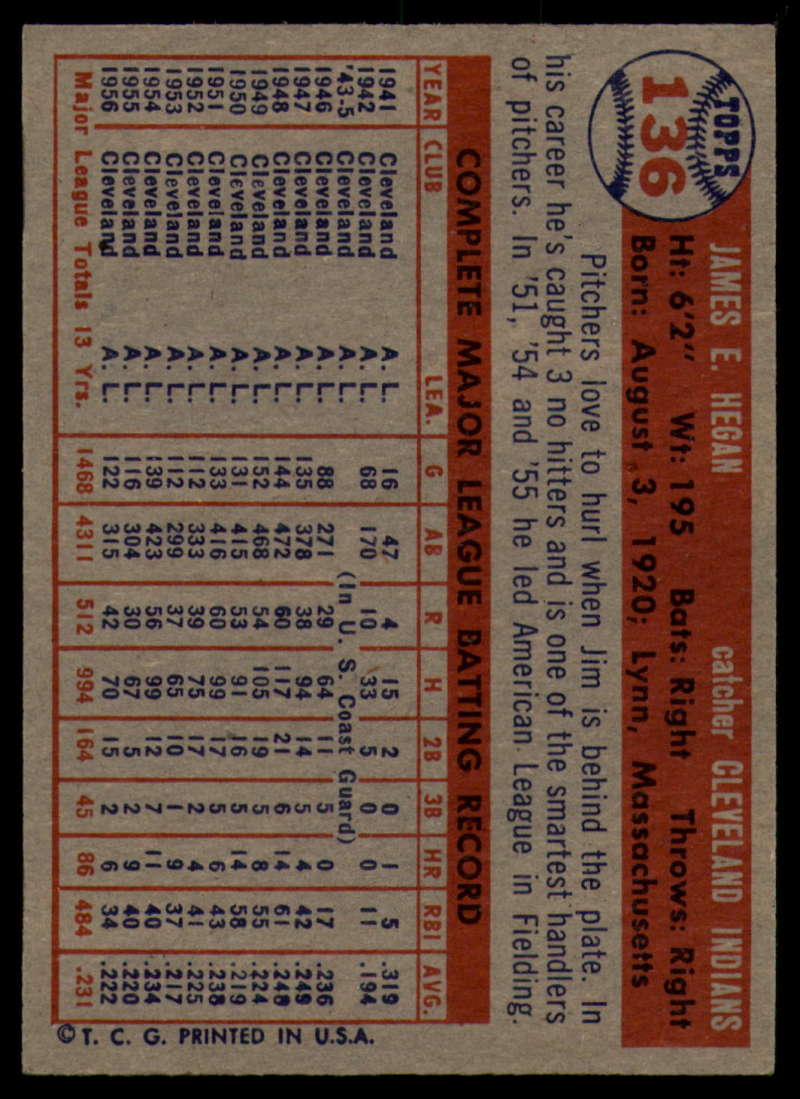 TOPPS
136
JAMES E. HEGAN catcher CLEVELAND INDIANS
Ht: 6'2" Wt: 195 Bats: Right Throws: Right
Born: August 3, 1920; Lynn, Massachusetts
Pitchers love to hurl when Jim is behind the plate. In
his career he's caught 3 no hitters and is one of the smartest handlers
of pitchers. In '51, '54 and '55 he led American League in Fielding.
COMPLETE MAJOR LEAGUE BATTING RECORD
YEAR CLUB LEA. G AB R H 2B 3B HR RBI AVG.
1941 Cleveland A. L. 16 47 4 15 2 0 1 5 .319
1942 Cleveland A. L. 68 170 10 33 5 0 0 11 .194
'43-5 Cleveland A. L. (In U. S. Coast Guard)
1946 Cleveland A. L. 88 271 29 64 11 5 0 17 .236
1947 Cleveland A. L. 135 378 38 94 14 5 4 42 .249
1948 Cleveland A. L. 144 472 60 117 21 6 14 61 .248
1949 Cleveland A. L. 152 468 54 105 19 5 8 55 .224
1950 Cleveland A. L. 131 415 53 91 16 5 14 58 .219
1951 Cleveland A. L. 133 416 60 99 17 5 6 43 .238
1952 Cleveland A. L. 112 333 39 75 17 2 4 41 .225
1953 Cleveland A. L. 112 299 37 65 10 1 9 37 .217
1954 Cleveland A. L. 139 423 56 99 12 7 11 40 .234
1955 Cleveland A. L. 116 304 30 67 5 2 9 40 .220
1956 Cleveland A. L. 122 315 42 70 15 2 6 34 .222
Major League Totals 13 Yrs. 1468 4311 512 994 164 45 86 484 .231
© T. C. G. PRINTED IN U.S.A.